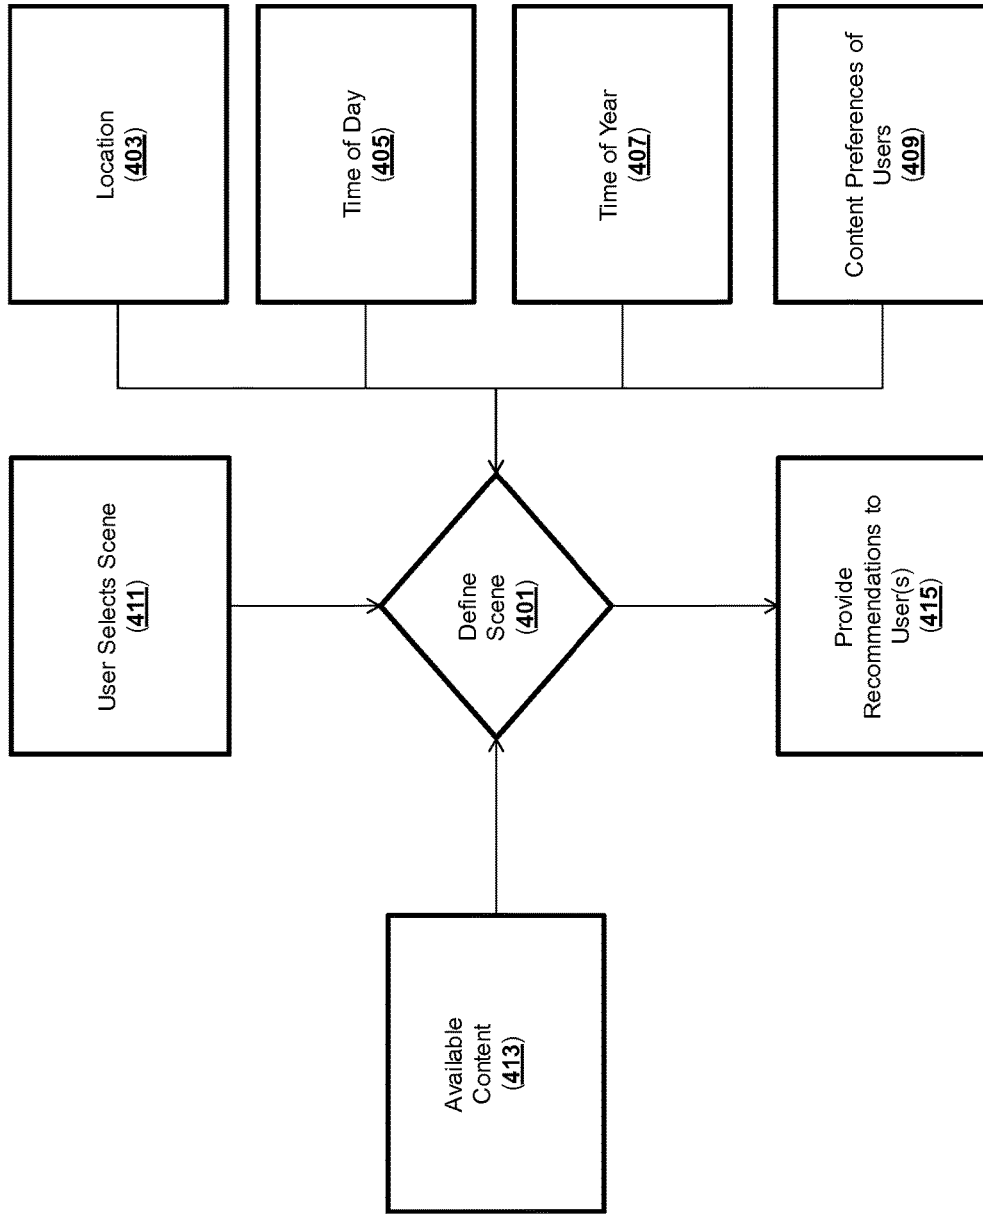 Location
(403)
Time of Day
(405)
Time of Year
(407)
Content Preferences of
Users
(409)
User Selects Scene
(411)
Define
Scene
(401)
Provide
Recommendations to
User(s)
(415)
Available
Content
(413)